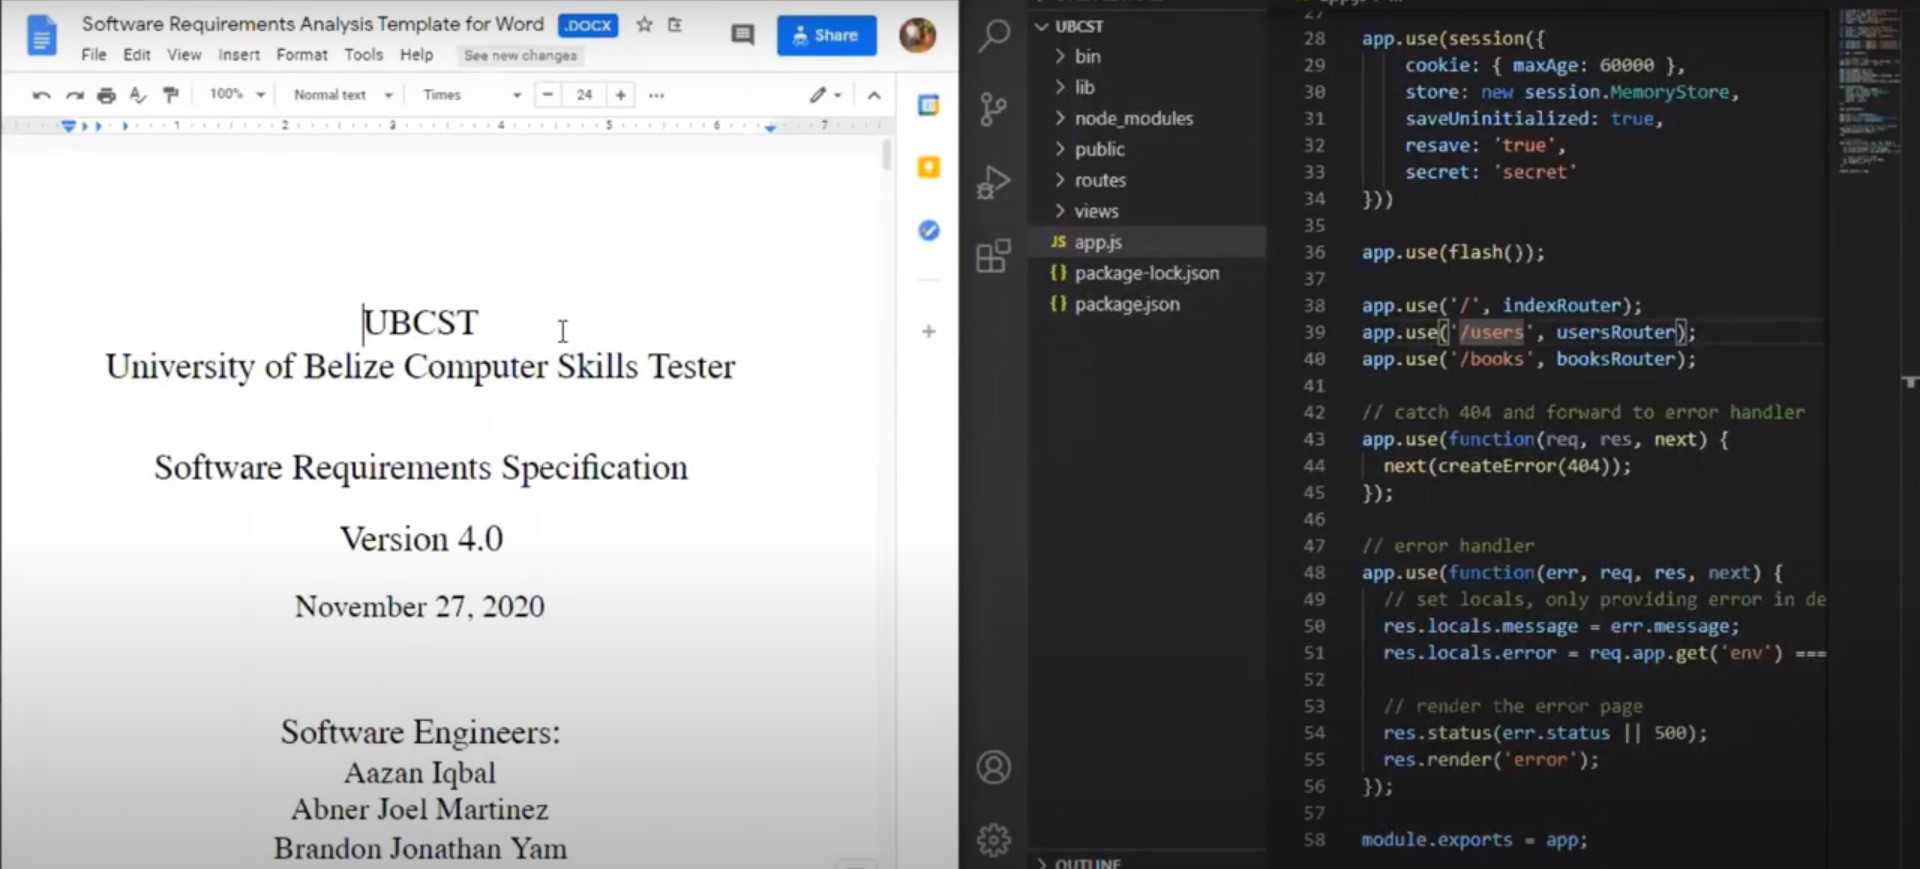 Software Requirements Analysis Template for Word .DOCX
Share
File Edit View Insert Format Tools Help See new changes
100% Normal text Times 24
1 2 3 4 5 6 7
UBCST
University of Belize Computer Skills Tester
Software Requirements Specification
Version 4.0
November 27, 2020
Software Engineers:
Aazan Iqbal
Abner Joel Martinez
Brandon Jonathan Yam
UBCST
bin
lib
node_modules
public
routes
views
JS app.js
{} package-lock.json
{} package.json
OUTLINE
27
28 app.use(session({
29 cookie: { maxAge: 60000 },
30 store: new session.MemoryStore,
31 saveUninitialized: true,
32 resave: 'true',
33 secret: 'secret'
34 }))
35
36 app.use(flash());
37
38 app.use('/', indexRouter);
39 app.use('/users', usersRouter);
40 app.use('/books', booksRouter);
41
42 // catch 404 and forward to error handler
43 app.use(function(req, res, next) {
44 next(createError(404));
45 });
46
47 // error handler
48 app.use(function(err, req, res, next) {
49 // set locals, only providing error in de
50 res.locals.message = err.message;
51 res.locals.error = req.app.get('env') ===
52
53 // render the error page
54 res.status(err.status || 500);
55 res.render('error');
56 });
57
58 module.exports = app;